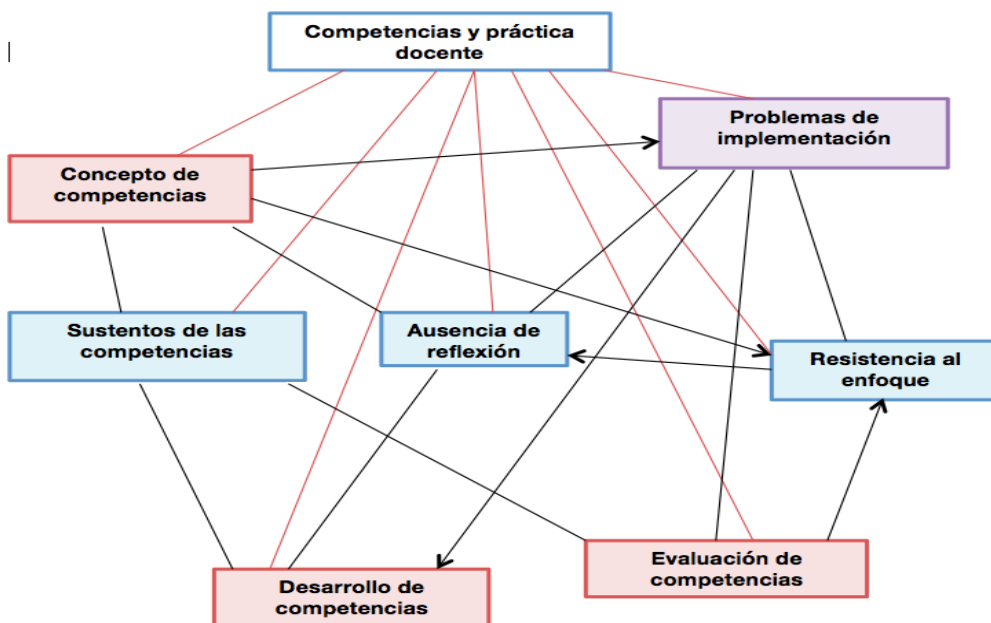 Competencias y práctica
docente
Problemas de
implementación
Concepto de
competencias
Sustentos de las
competencias
Ausencia de
reflexión
Resistencia al
enfoque
Evaluación de
competencias
Desarrollo de
competencias